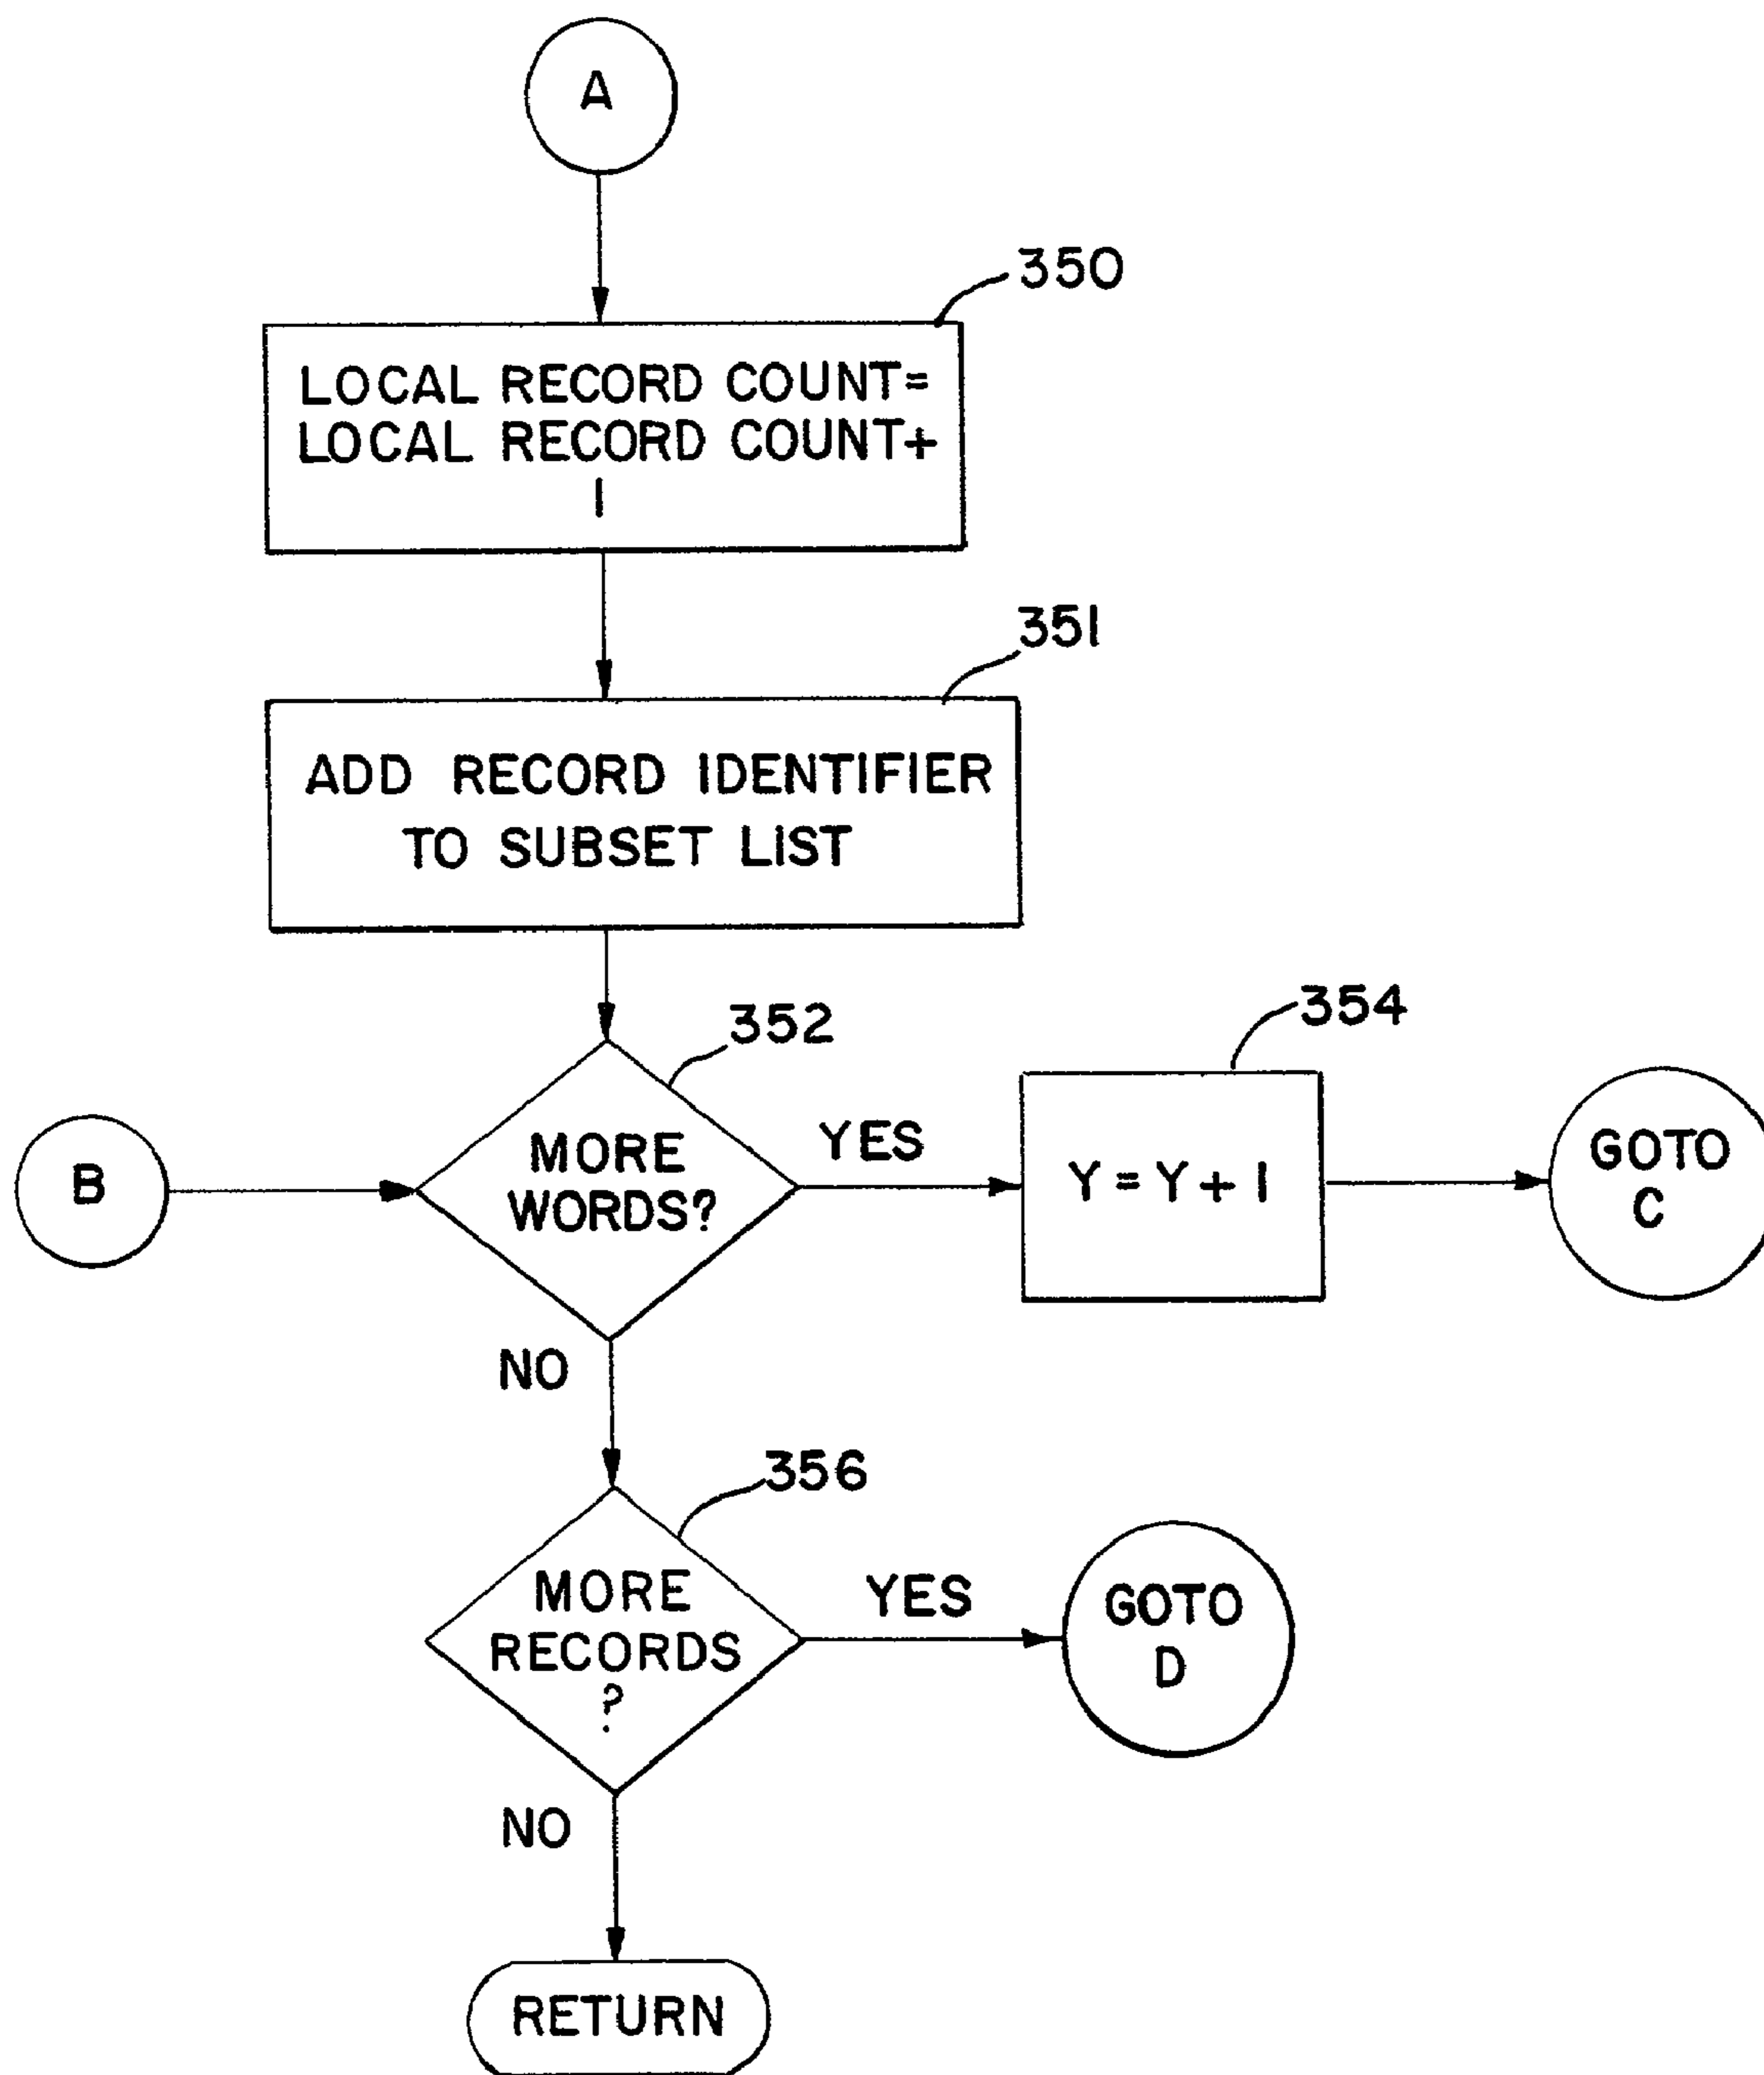 A
350
LOCAL RECORD COUNT=
LOCAL RECORD COUNT+
1
351
ADD RECORD IDENTIFIER
TO SUBSET LIST
352
354
B
MORE
WORDS?
YES
Y=Y+1
GOTO
C
NO
356
MORE
RECORDS
?
YES
GOTO
D
NO
RETURN